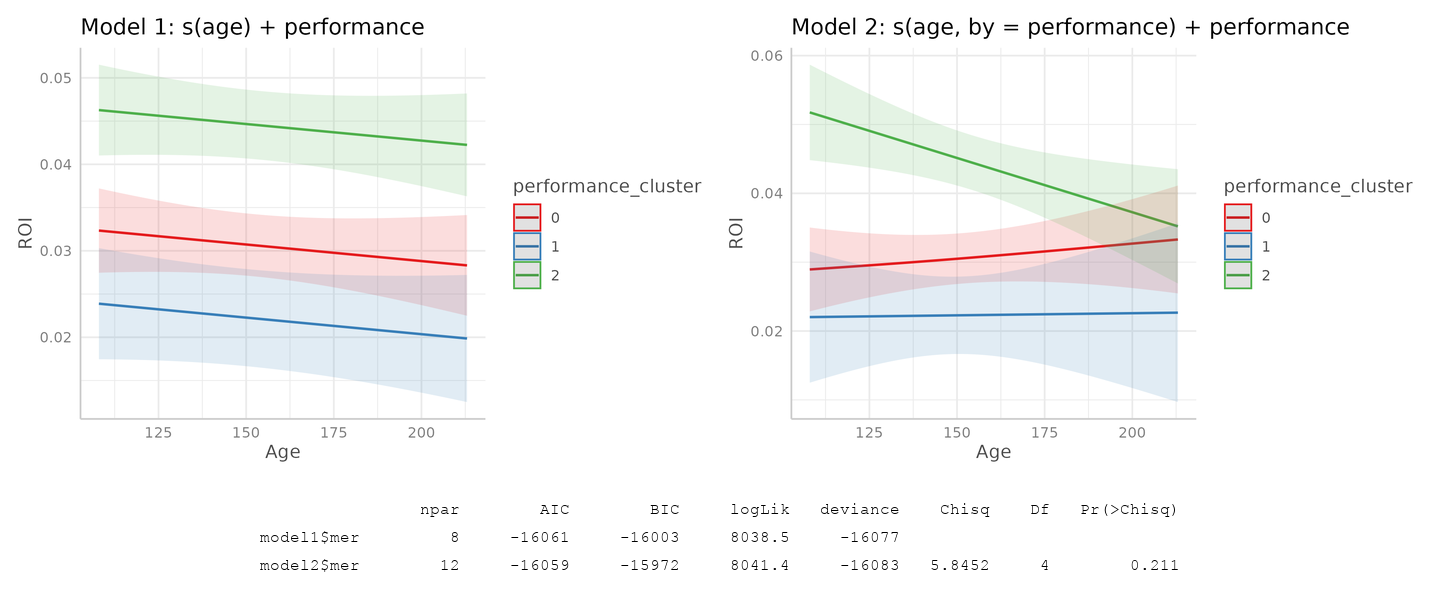 Model 1: s(age) + performance
0.05
0.04
0.03
0.02
ROI
125 150 175 200
Age
performance_cluster
0
1
2
Model 2: s(age, by = performance) + performance
0.06
0.04
0.02
ROI
125 150 175 200
Age
performance_cluster
0
1
2
npar AIC BIC logLik deviance Chisq Df Pr(>Chisq)
model1$mer 8 -16061 -16003 8038.5 -16077
model2$mer 12 -16059 -15972 8041.4 -16083 5.8452 4 0.211